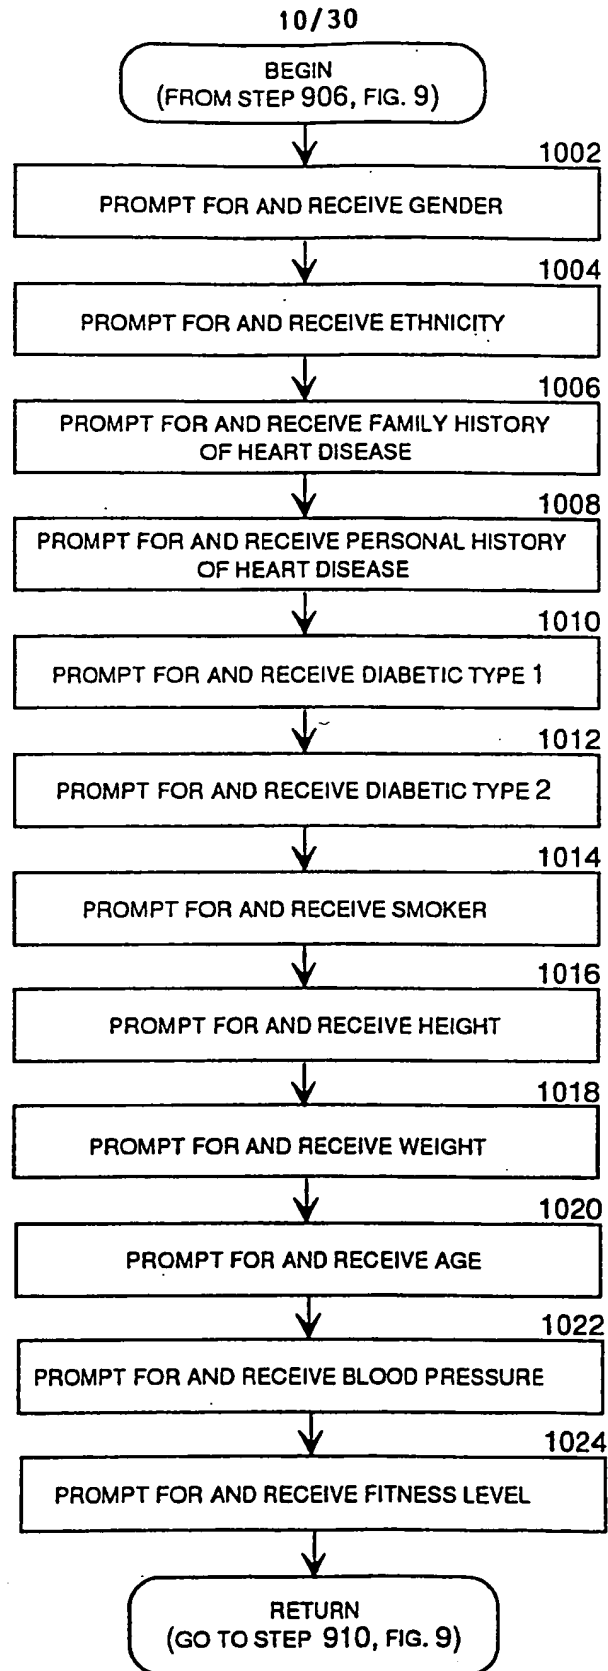 10/30
BEGIN
(FROM STEP 906, FIG. 9)
1002
PROMPT FOR AND RECEIVE GENDER
1004
PROMPT FOR AND RECEIVE ETHNICITY
1006
PROMPT FOR AND RECEIVE FAMILY HISTORY
OF HEART DISEASE
1008
PROMPT FOR AND RECEIVE PERSONAL HISTORY
OF HEART DISEASE
1010
PROMPT FOR AND RECEIVE DIABETIC TYPE 1
1012
PROMPT FOR AND RECEIVE DIABETIC TYPE 2
1014
PROMPT FOR AND RECEIVE SMOKER
1016
PROMPT FOR AND RECEIVE HEIGHT
1018
PROMPT FOR AND RECEIVE WEIGHT
1020
PROMPT FOR AND RECEIVE AGE
1022
PROMPT FOR AND RECEIVE BLOOD PRESSURE
1024
PROMPT FOR AND RECEIVE FITNESS LEVEL
RETURN
(GO TO STEP 910, FIG. 9)